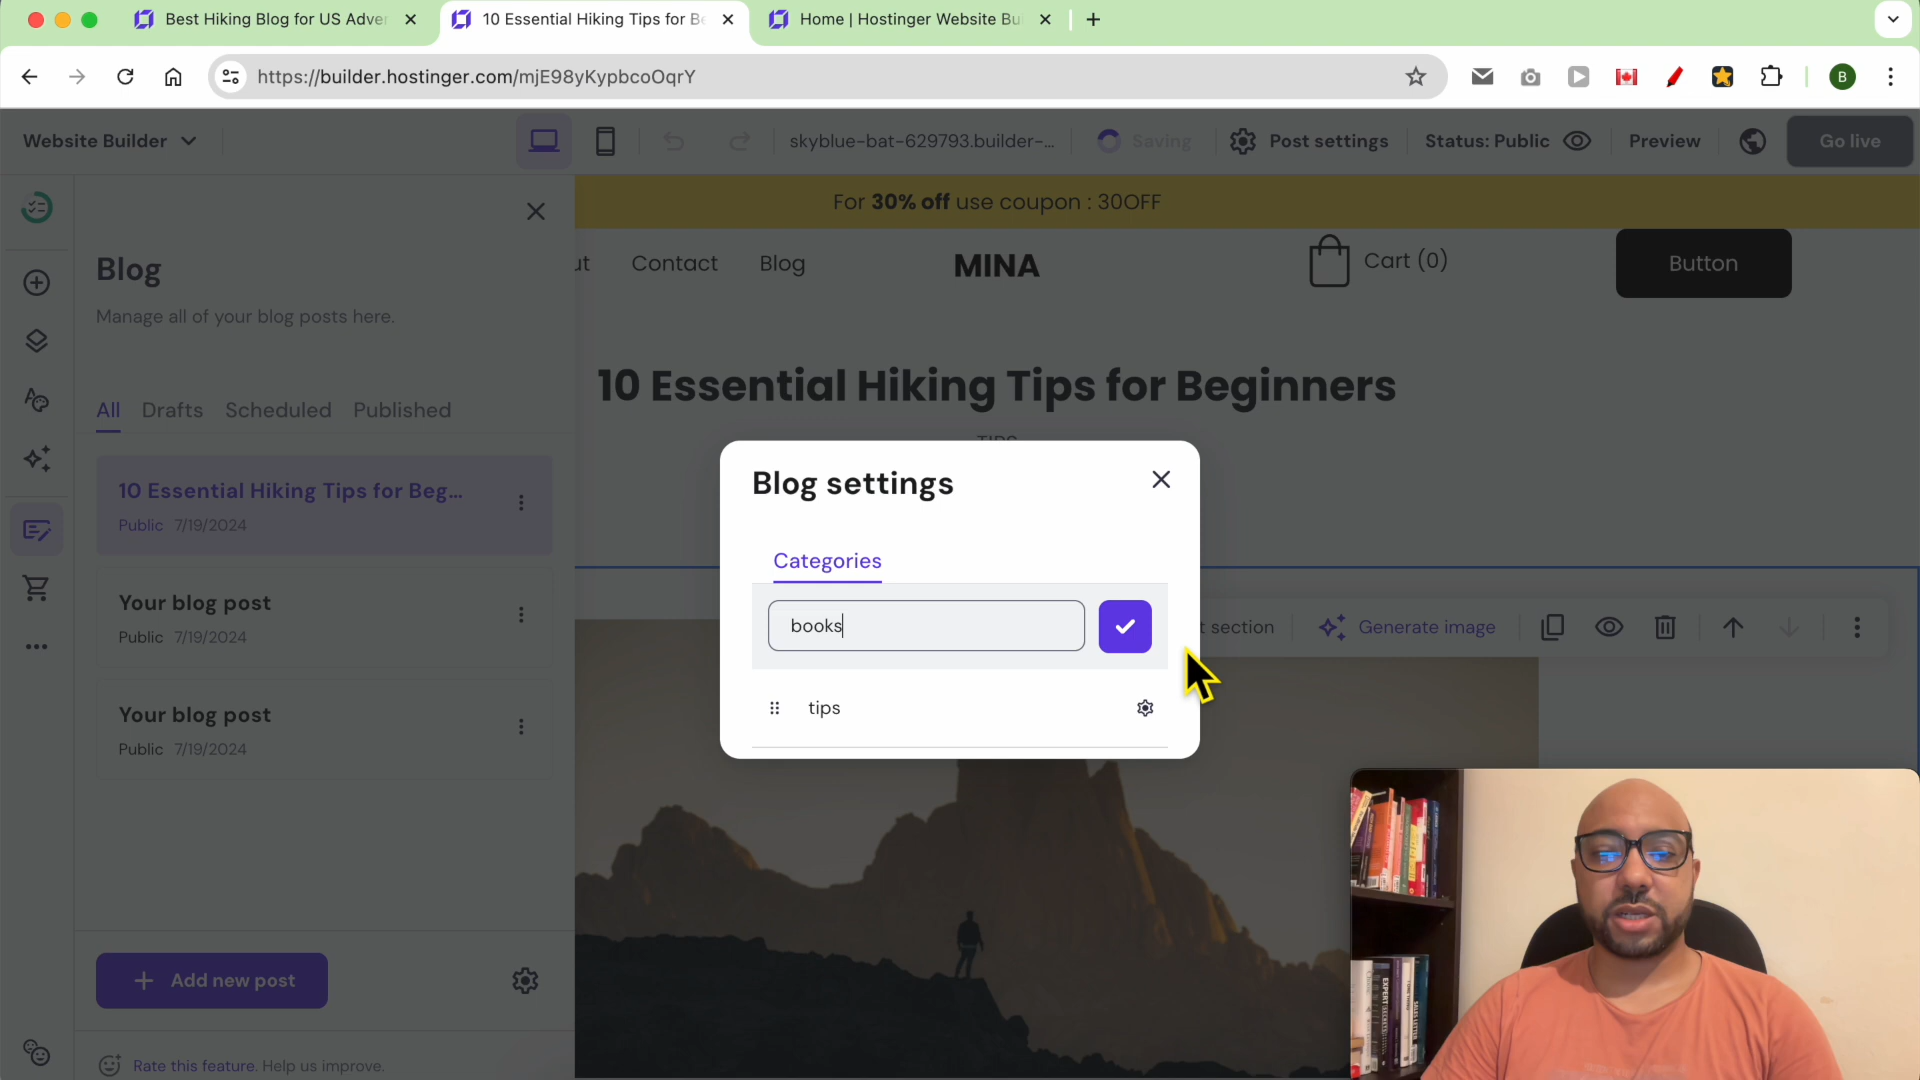 Best Hiking Blog for US Adver
10 Essential Hiking Tips for Be
Home | Hostinger Website Bu
https://builder.hostinger.com/mjE98yKypbcoOqrY
B
Website Builder
skyblue-bat-629793.builder-...
Saving
Post settings
Status: Public
Preview
Go live
For 30% off use coupon : 30OFF
Blog
Manage all of your blog posts here.
ut
Contact
Blog
MINA
Cart (0)
Button
All
Drafts
Scheduled
Published
10 Essential Hiking Tips for Beginners
TIPS
10 Essential Hiking Tips for Beg...
Public 7/19/2024
Your blog post
Public 7/19/2024
Your blog post
Public 7/19/2024
Blog settings
Categories
books
tips
t section
Generate image
Add new post
Rate this feature. Help us improve.
EXPERT
SECRETS